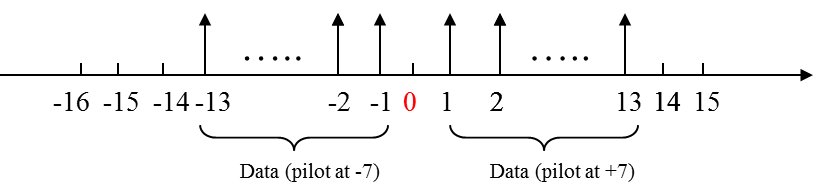 .....
.....
-16 -15 -14 -13 -2 -1 0 1 2 13 14 15
Data (pilot at -7) Data (pilot at +7)